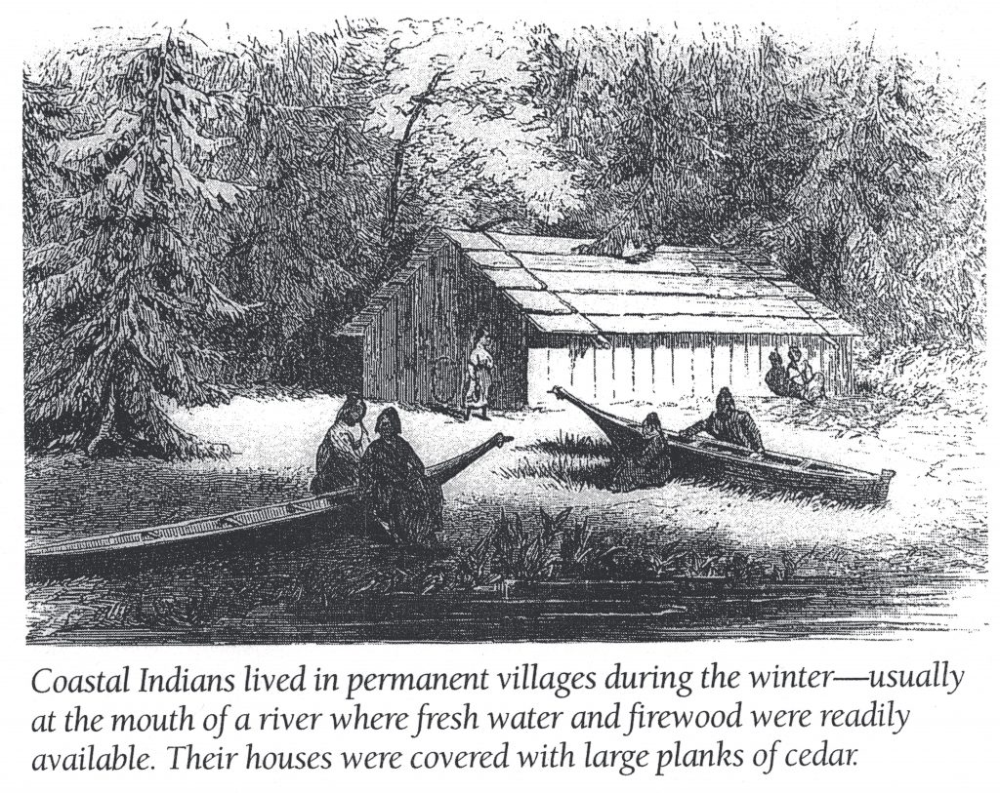 Coastal Indians lived in permanent villages during the winter—usually
at the mouth of a river where fresh water and firewood were readily
available. Their houses were covered with large planks of cedar.